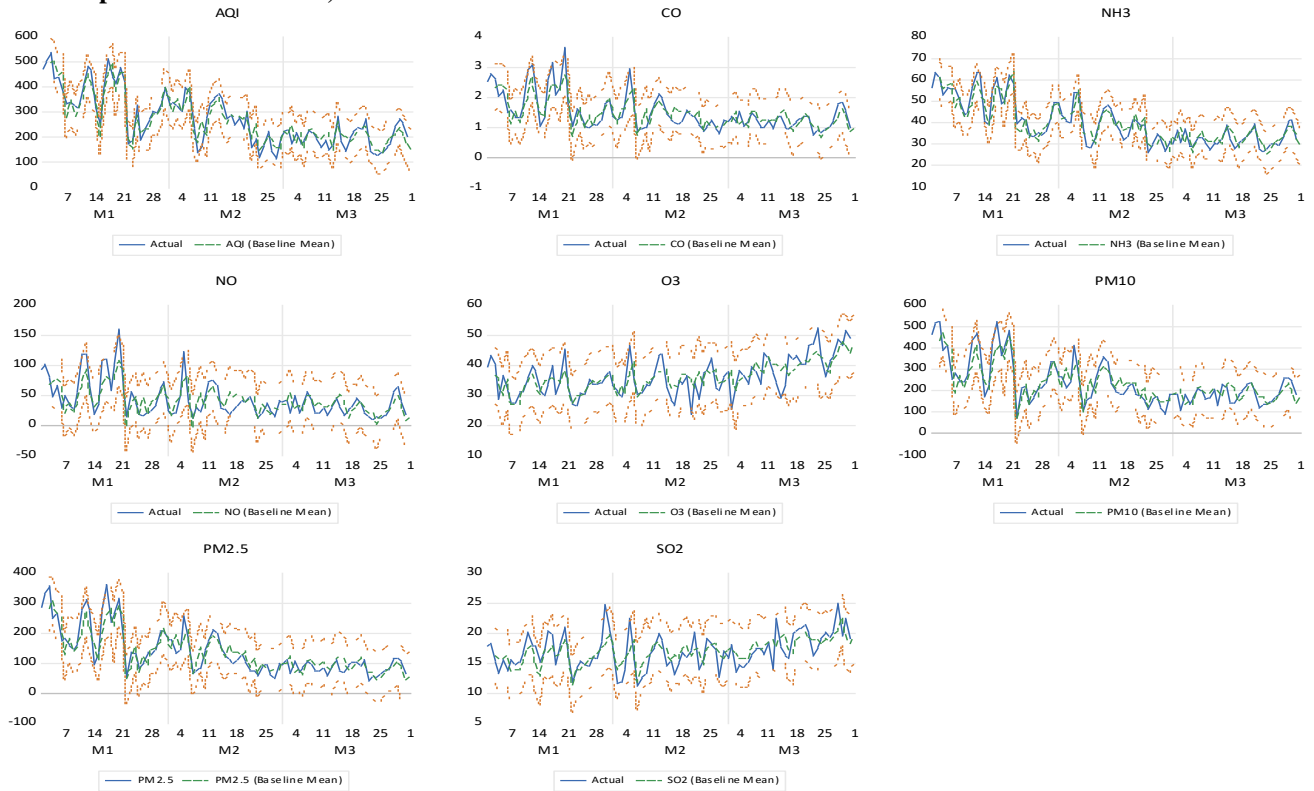 AQI
600
500
400
300
200
100
0
7 14 21 28 4 11 18 25 4 11 18 25 1
M1 M2 M3
Actual AQI (Baseline Mean)
CO
4
3
2
1
0
-1
7 14 21 28 4 11 18 25 4 11 18 25 1
M1 M2 M3
Actual CO (Baseline Mean)
NH3
80
70
60
50
40
30
20
10
7 14 21 28 4 11 18 25 4 11 18 25 1
M1 M2 M3
Actual NH3 (Baseline Mean)
NO
200
150
100
50
0
-50
7 14 21 28 4 11 18 25 4 11 18 25 1
M1 M2 M3
Actual NO (Baseline Mean)
O3
60
50
40
30
20
10
7 14 21 28 4 11 18 25 4 11 18 25 1
M1 M2 M3
Actual O3 (Baseline Mean)
PM10
600
500
400
300
200
100
0
-100
7 14 21 28 4 11 18 25 4 11 18 25 1
M1 M2 M3
Actual PM10 (Baseline Mean)
PM2.5
400
300
200
100
0
-100
7 14 21 28 4 11 18 25 4 11 18 25 1
M1 M2 M3
PM2.5 PM2.5 (Baseline Mean)
SO2
30
25
20
15
10
5
7 14 21 28 4 11 18 25 4 11 18 25 1
M1 M2 M3
Actual SO2 (Baseline Mean)